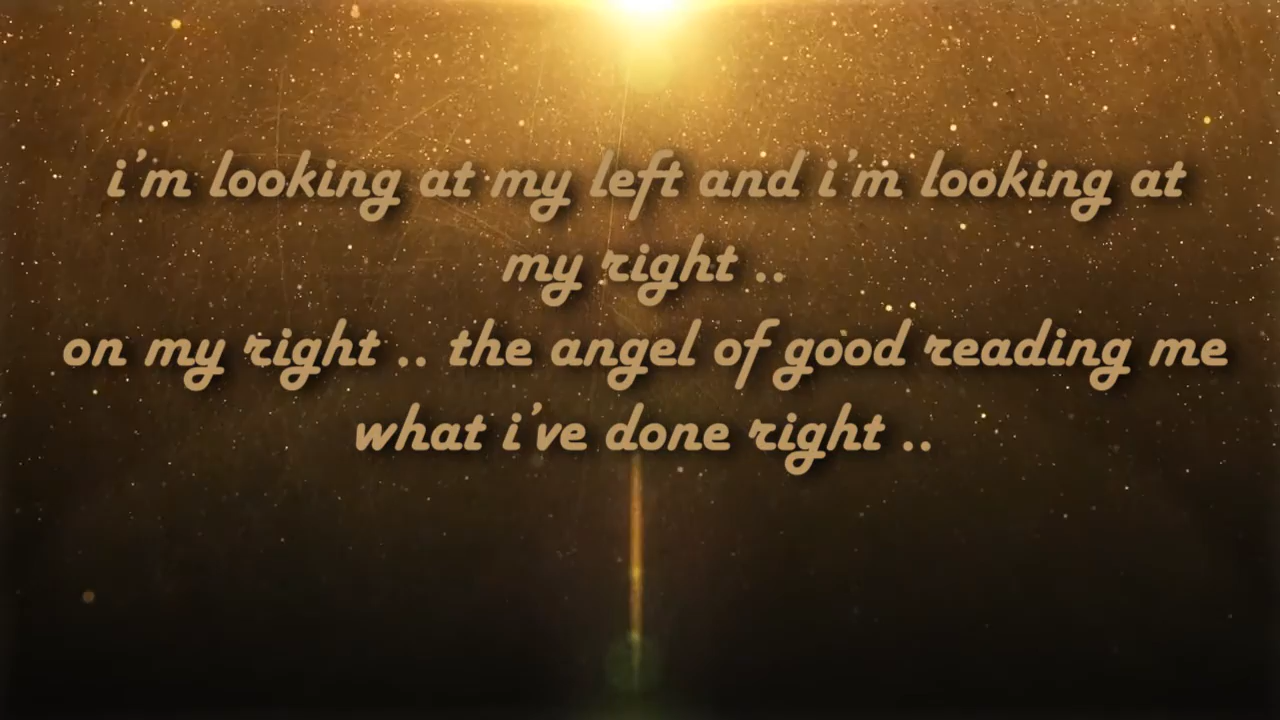 i'm looking at my left and i'm looking at
my right ..
on my right .. the angel of good reading me
what i've done right ..